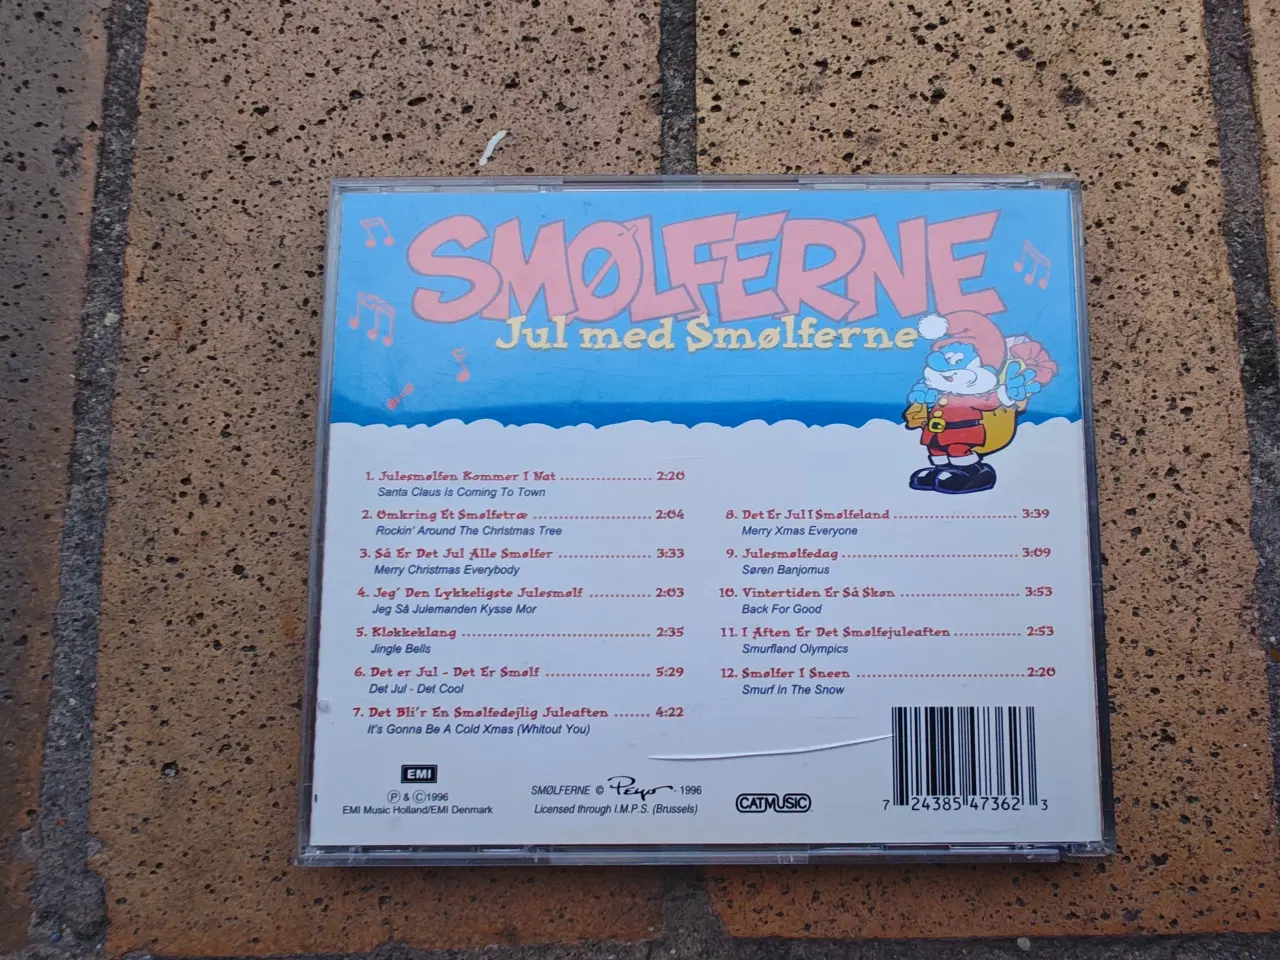 SMØLFERNE
Jul med Smølferne
1. Julesmølfen Kommer I Nat .................... 2:20
Santa Claus Is Coming To Town
2. Omkring Et Smølfetræ ............................ 2:04
Rockin' Around The Christmas Tree
3. Så Er Det Jul Alle Smølfer ..................... 3:33
Merry Christmas Everybody
4. Jeg' Den Lykkeligste Julesmølf .............. 2:03
Jeg Så Julemanden Kysse Mor
5. Klokkeklang ............................................ 2:35
Jingle Bells
6. Det er Jul - Det Er Smølf ........................ 5:29
Det Jul - Det Cool
7. Det Bli'r En Smølfedejlig Juleaften ....... 4:22
It's Gonna Be A Cold Xmas (Whitout You)
8. Det Er Jul I Smølfeland ........................... 3:39
Merry Xmas Everyone
9. Julesmølfedag ....................................... 3:09
Søren Banjomus
10. Vintertiden Er Så Skøn ......................... 3:53
Back For Good
11. I Aften Er Det Smølfejuleaften .............. 2:53
Smurfland Olympics
12. Smølfer I Sneen ................................... 2:20
Smurf In The Snow
EMI
Ⓟ & Ⓒ1996
EMI Music Holland/EMI Denmark
SMØLFERNE © Peyo - 1996
Licensed through I.M.P.S. (Brussels)
CATMUSIC
7 24385 47362 3